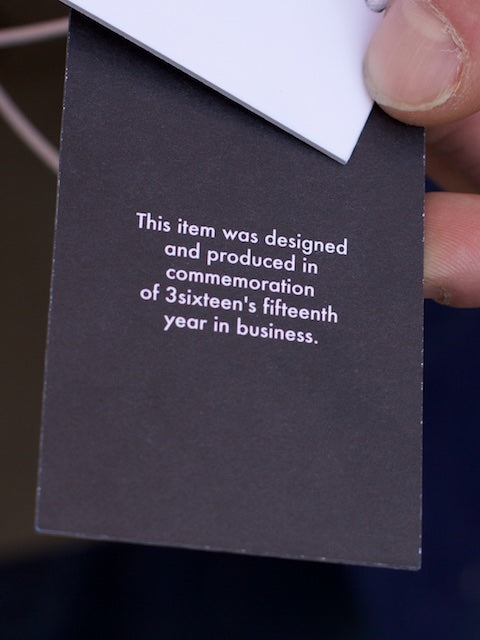 This item was designed
and produced in
commemoration
of 3sixteen's fifteenth
year in business.